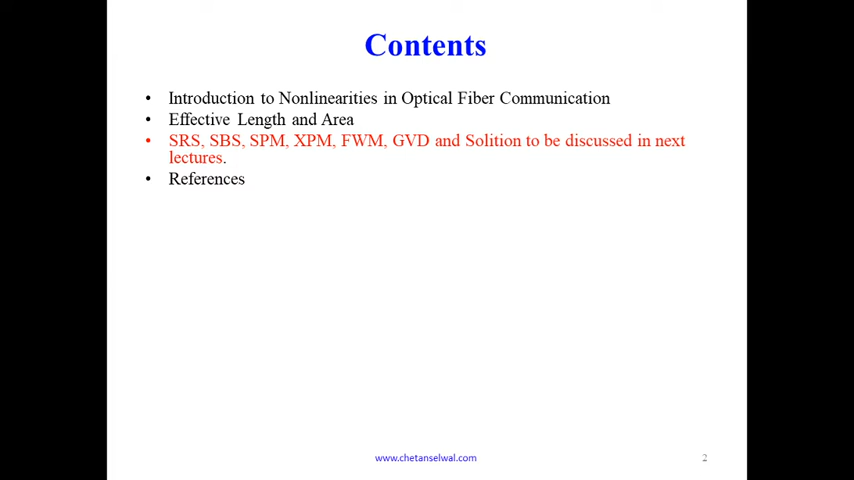 Contents
• Introduction to Nonlinearities in Optical Fiber Communication
• Effective Length and Area
• SRS, SBS, SPM, XPM, FWM, GVD and Solition to be discussed in next
lectures.
• References
www.chetanselwal.com
2